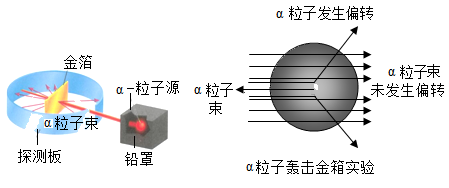 金箔
α-粒子源
α粒子束
探测板
铅罩
α粒子发生偏转
α粒子
束
α粒子束
未发生偏转
α粒子轰击金箱实验